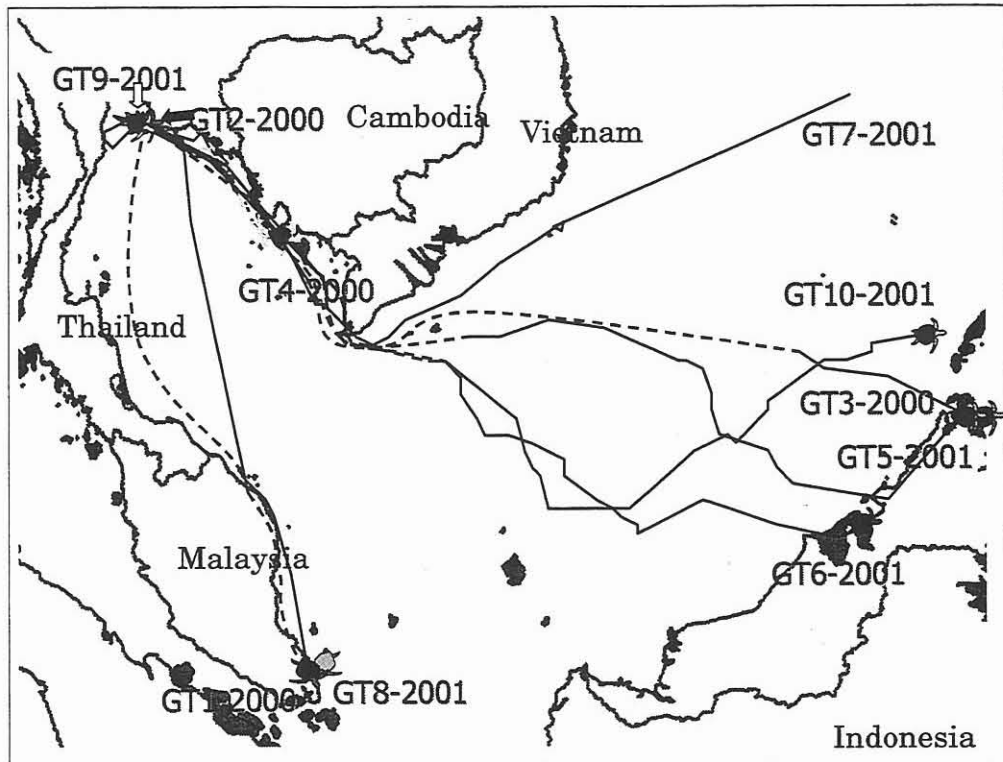 GT9-2001
GT2-2000
Cambodia
Vietnam
GT7-2001
GT4-2000
GT10-2001
Thailand
GT3-2000
GT5-2001
Malaysia
GT6-2001
GT1-2000
GT8-2001
Indonesia